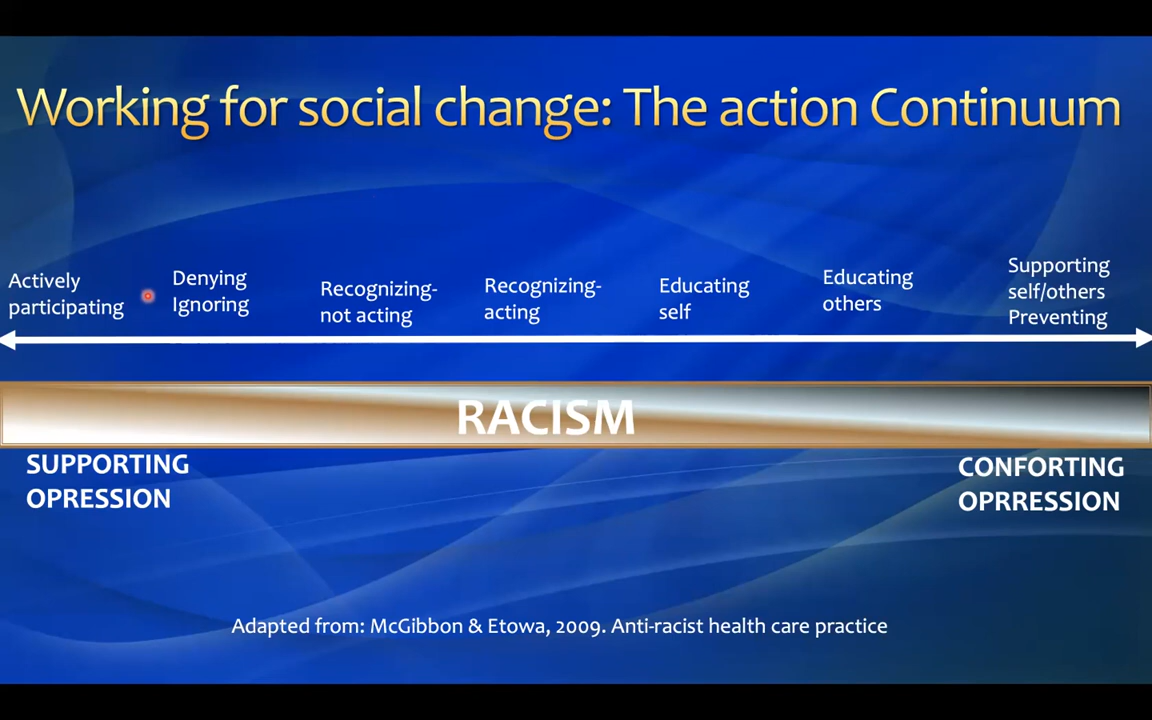 Working for social change: The action Continuum
Actively
participating
Denying
Ignoring
Recognizing-
not acting
Recognizing-
acting
Educating
self
Educating
others
Supporting
self/others
Preventing
RACISM
SUPPORTING
OPRESSION
CONFORTING
OPRRESSION
Adapted from: McGibbon & Etowa, 2009. Anti-racist health care practice